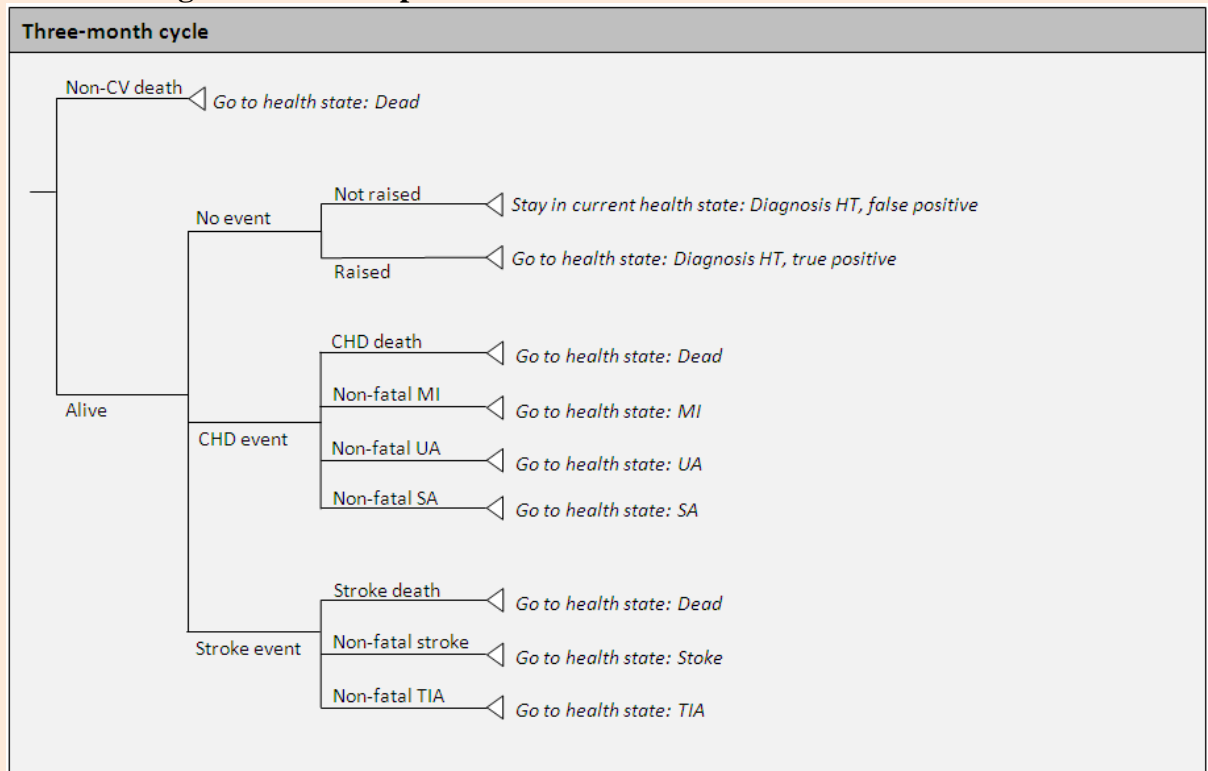 Three-month cycle
Non-CV death
Go to health state: Dead
Not raised
Stay in current health state: Diagnosis HT, false positive
No event
Go to health state: Diagnosis HT, true positive
Raised
CHD death
Go to health state: Dead
Non-fatal MI
Alive
Go to health state: MI
CHD event
Non-fatal UA
Go to health state: UA
Non-fatal SA
Go to health state: SA
Stroke death
Go to health state: Dead
Non-fatal stroke
Stroke event
Go to health state: Stoke
Non-fatal TIA
Go to health state: TIA